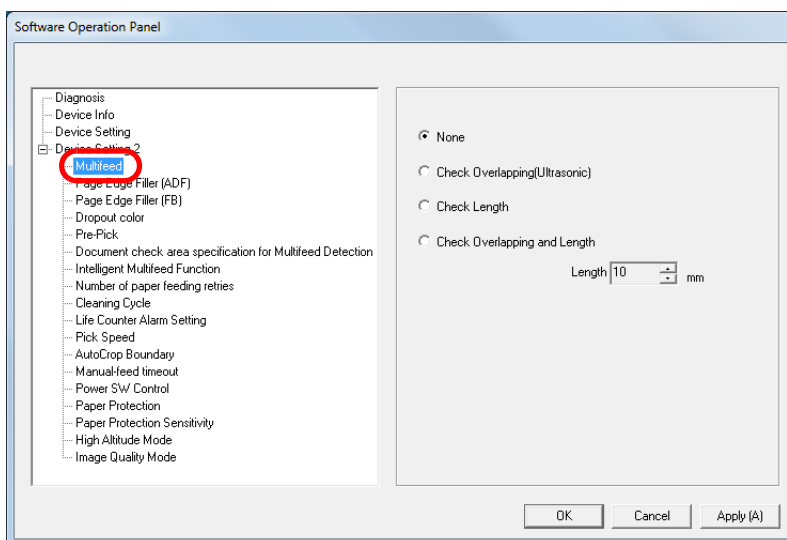 Software Operation Panel
Diagnosis
Device Info
Device Setting
Device Setting 2
Multifeed
Page Edge Filler (ADF)
Page Edge Filler (FB)
Dropout color
Pre-Pick
Document check area specification for Multifeed Detection
Intelligent Multifeed Function
Number of paper feeding retries
Cleaning Cycle
Life Counter Alarm Setting
Pick Speed
AutoCrop Boundary
Manual-feed timeout
Power SW Control
Paper Protection
Paper Protection Sensitivity
High Altitude Mode
Image Quality Mode
None
Check Overlapping(Ultrasonic)
Check Length
Check Overlapping and Length
Length 10 mm
OK Cancel Apply (A)